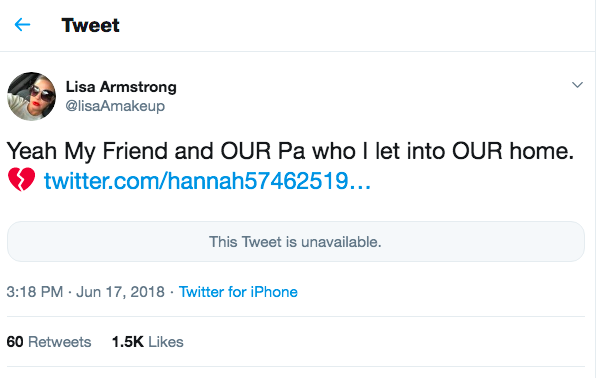 Tweet
Lisa Armstrong
@lisaAmakeup
Yeah My Friend and OUR Pa who I let into OUR home.
💔 twitter.com/hannah57462519…
This Tweet is unavailable.
3:18 PM · Jun 17, 2018 · Twitter for iPhone
60 Retweets 1.5K Likes